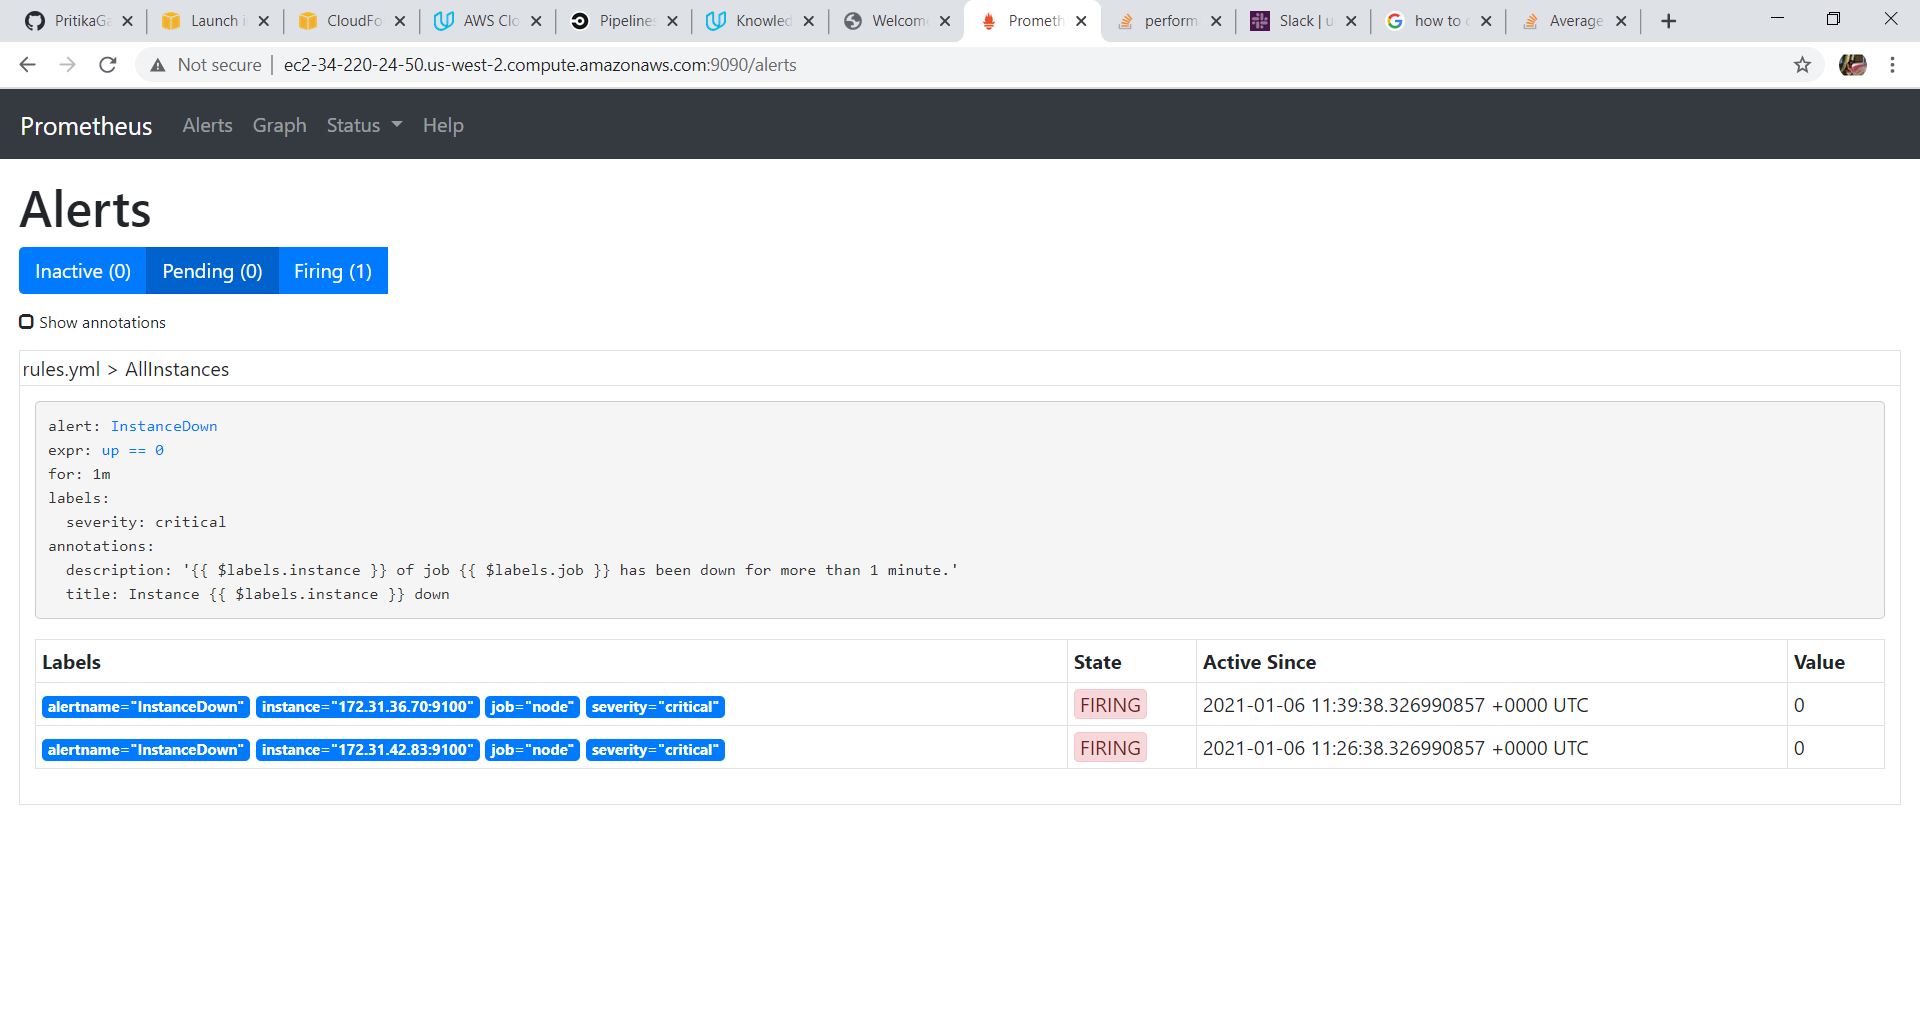 PritikaGa
Launch i
CloudFo
AWS Clo
Pipelines
Knowled
Welcome
Prometh
perform
Slack | u
how to c
Average
Not secure | ec2-34-220-24-50.us-west-2.compute.amazonaws.com:9090/alerts
Prometheus Alerts Graph Status Help
Alerts
Inactive (0) Pending (0) Firing (1)
Show annotations
rules.yml > AllInstances
alert: InstanceDown
expr: up == 0
for: 1m
labels:
  severity: critical
annotations:
  description: '{{ $labels.instance }} of job {{ $labels.job }} has been down for more than 1 minute.'
  title: Instance {{ $labels.instance }} down
Labels State Active Since Value
alertname="InstanceDown" instance="172.31.36.70:9100" job="node" severity="critical" FIRING 2021-01-06 11:39:38.326990857 +0000 UTC 0
alertname="InstanceDown" instance="172.31.42.83:9100" job="node" severity="critical" FIRING 2021-01-06 11:26:38.326990857 +0000 UTC 0